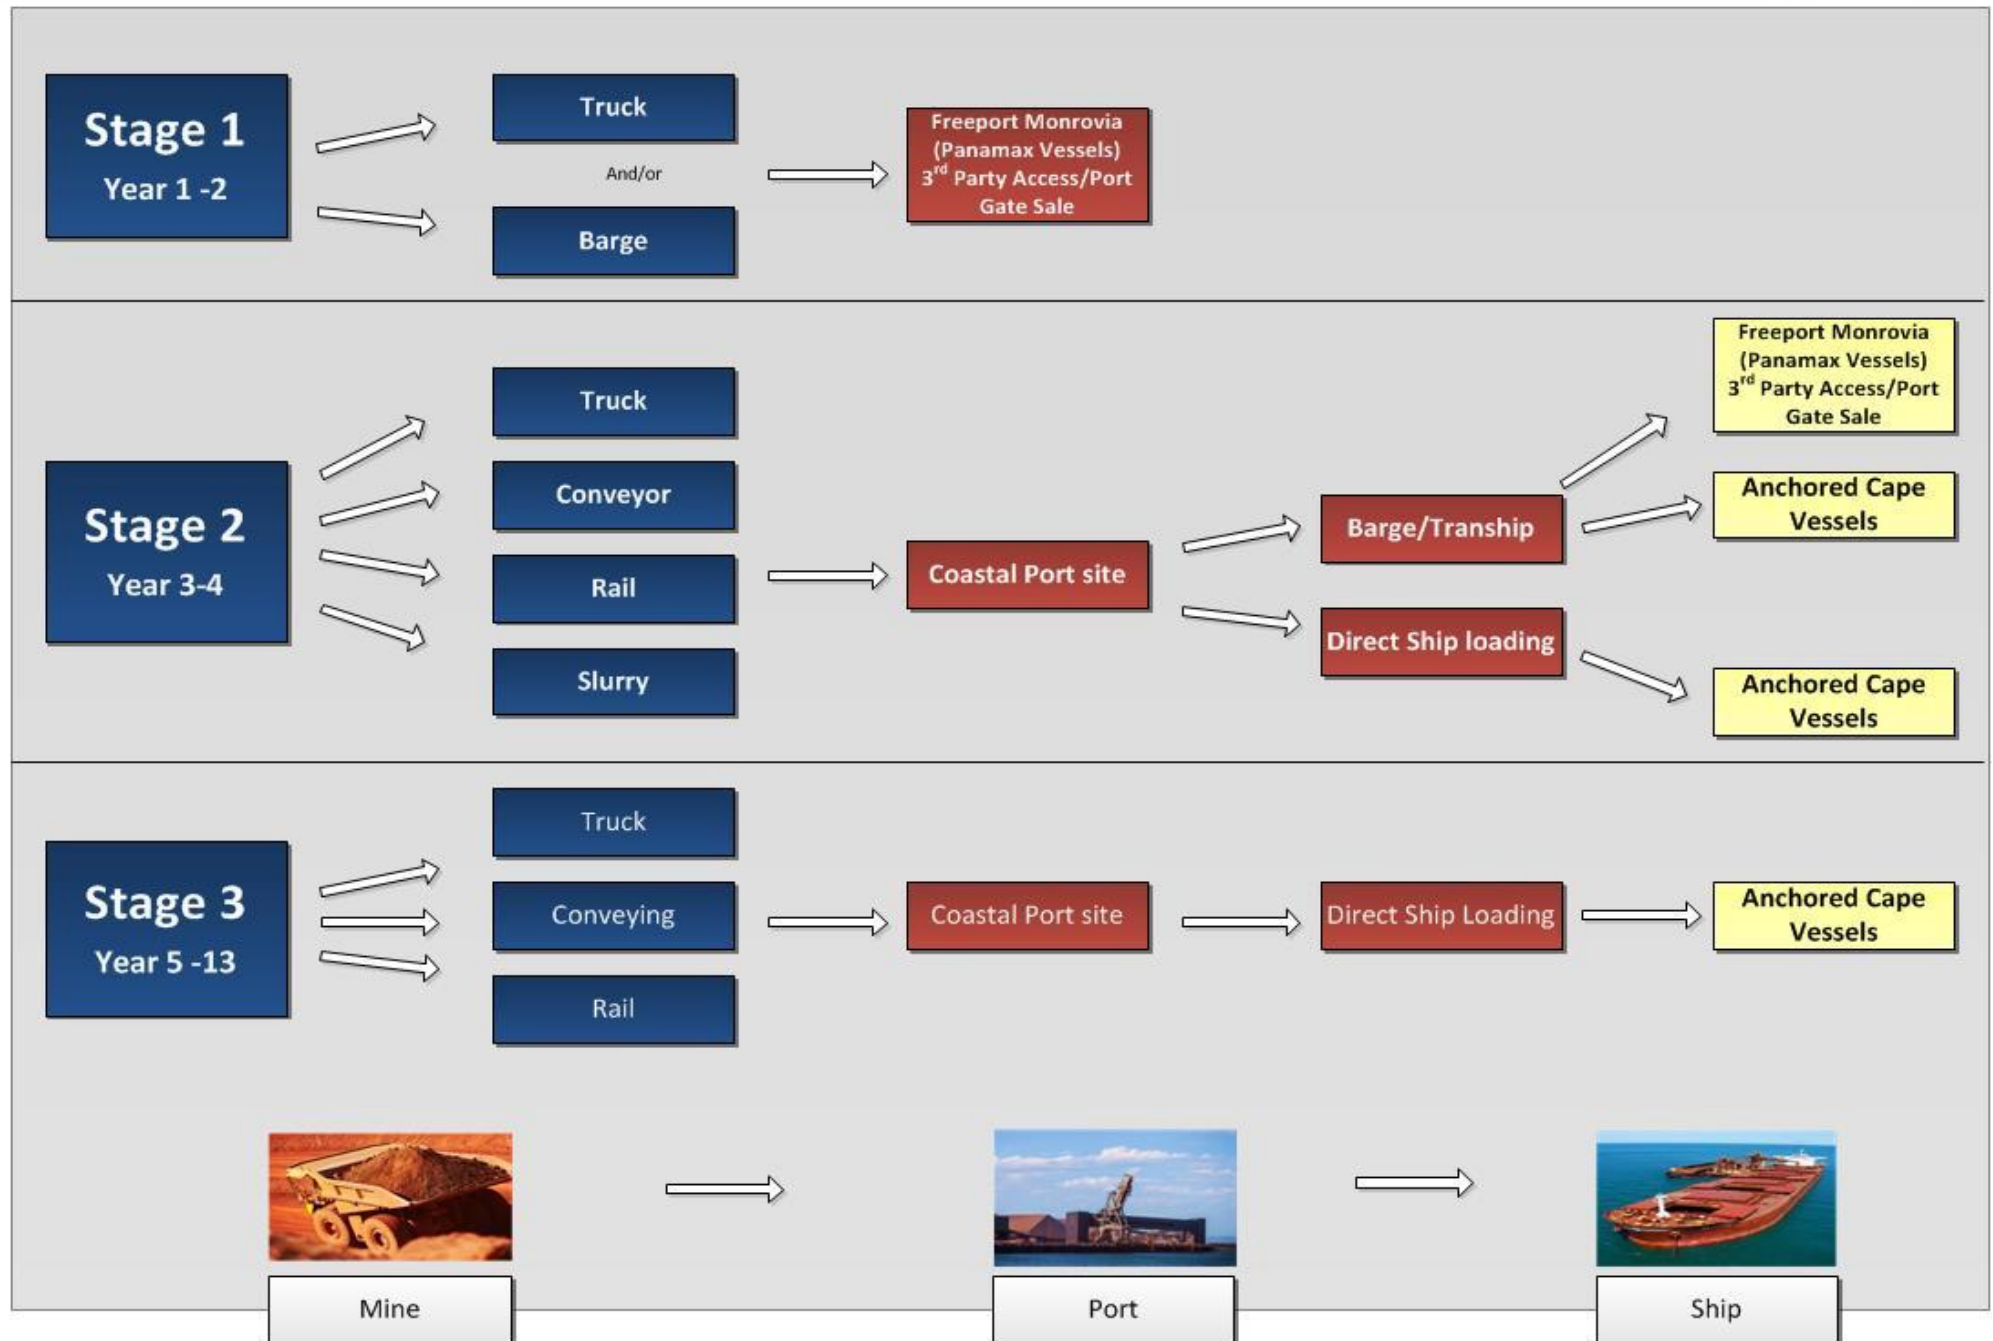 Stage 1
Year 1 -2
Truck
And/or
Barge
Freeport Monrovia
(Panamax Vessels)
3rd Party Access/Port
Gate Sale
Stage 2
Year 3-4
Truck
Conveyor
Rail
Slurry
Coastal Port site
Barge/Tranship
Direct Ship loading
Freeport Monrovia
(Panamax Vessels)
3rd Party Access/Port
Gate Sale
Anchored Cape
Vessels
Anchored Cape
Vessels
Stage 3
Year 5 -13
Truck
Conveying
Rail
Coastal Port site
Direct Ship Loading
Anchored Cape
Vessels
Mine
Port
Ship